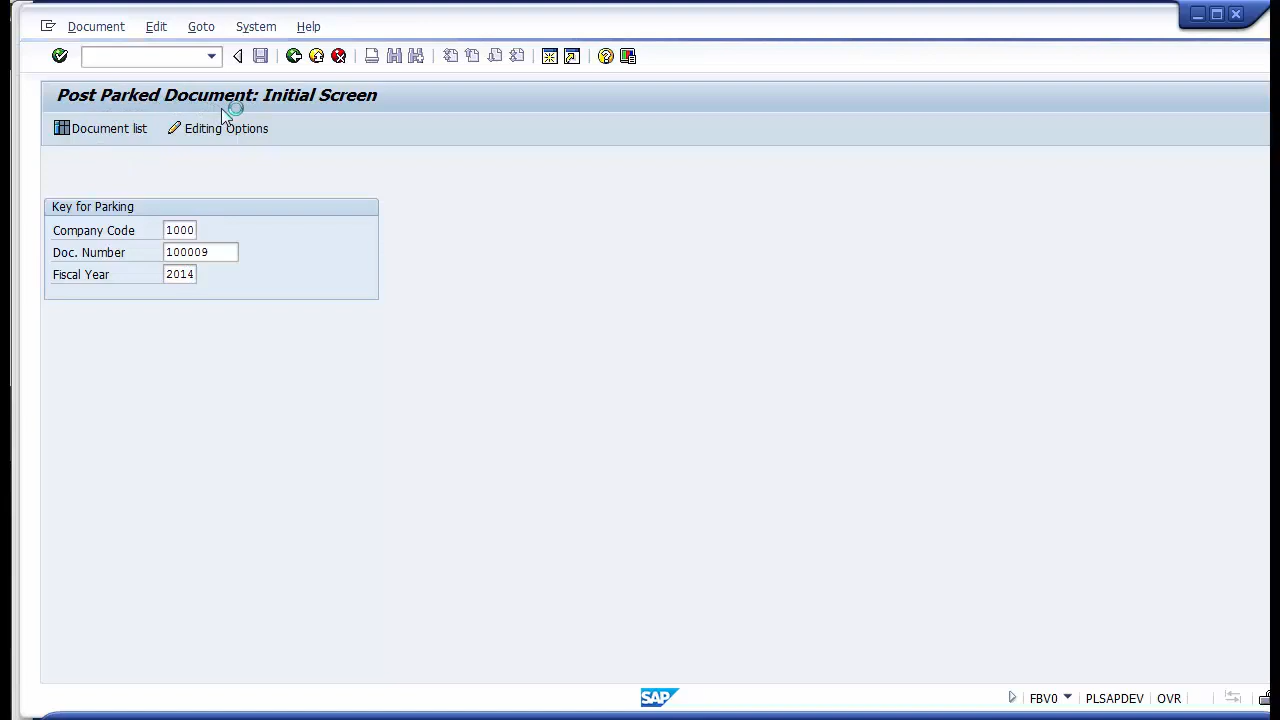 Document Edit Goto System Help
Post Parked Document: Initial Screen
Document list Editing Options
Key for Parking
Company Code 1000
Doc. Number 100009
Fiscal Year 2014
SAP FBV0 PLSAPDEV OVR